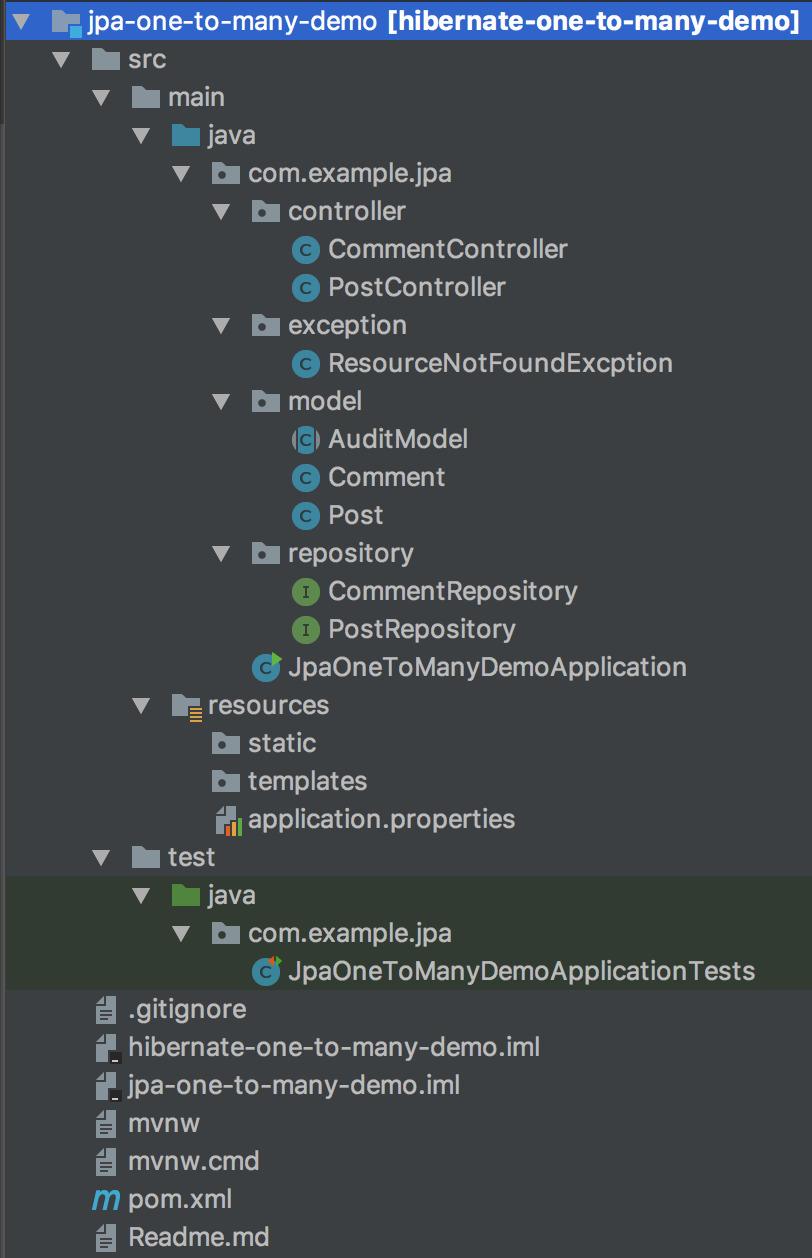 jpa-one-to-many-demo [hibernate-one-to-many-demo]
src
main
java
com.example.jpa
controller
CommentController
PostController
exception
ResourceNotFoundExcption
model
AuditModel
Comment
Post
repository
CommentRepository
PostRepository
JpaOneToManyDemoApplication
resources
static
templates
application.properties
test
java
com.example.jpa
JpaOneToManyDemoApplicationTests
.gitignore
hibernate-one-to-many-demo.iml
jpa-one-to-many-demo.iml
mvnw
mvnw.cmd
pom.xml
Readme.md